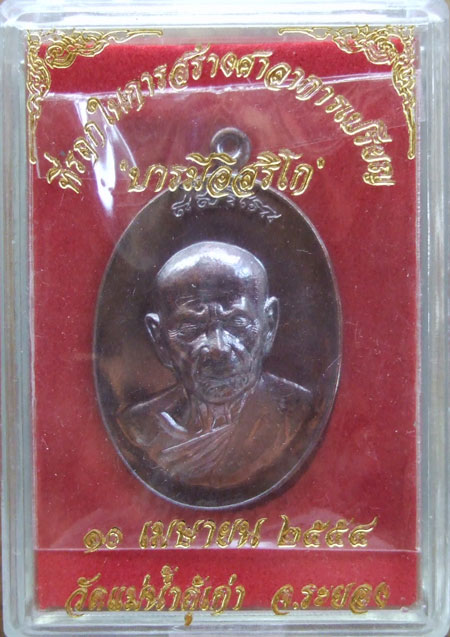 ที่ระลึกในการสร้างศาลาการเปรียญ
'บารมีอิสริโก'
๑๐ เมษายน ๒๕๕๔
วัดแม่น้ำคู้เก่า จ.ระยอง